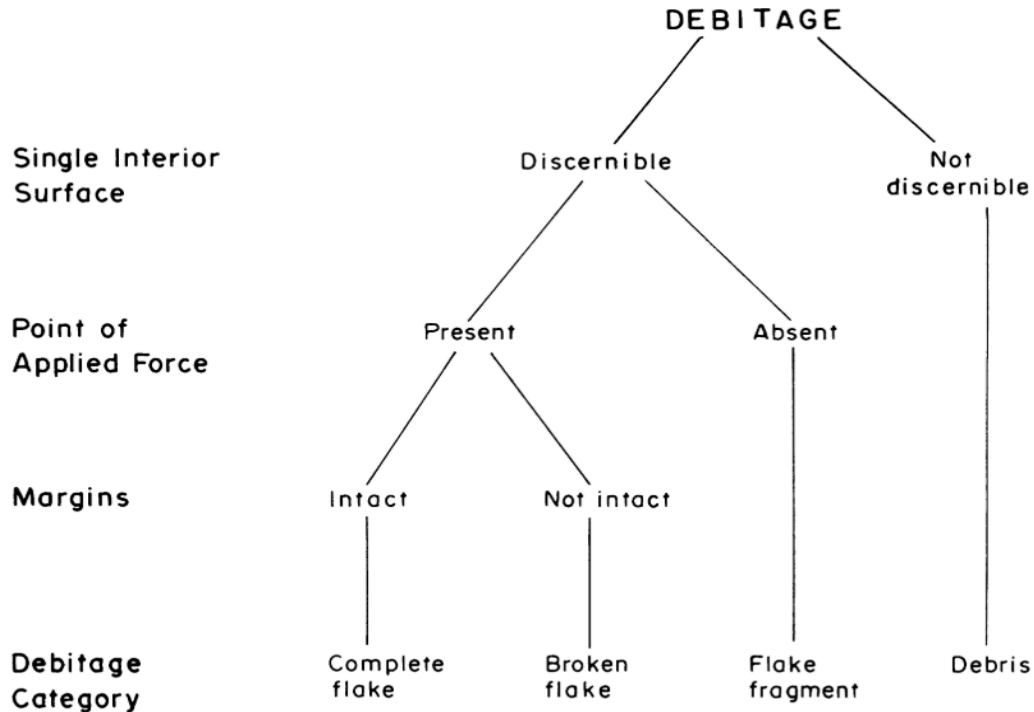 DEBITAGE
Single Interior
Surface
Discernible
Not
discernible
Point of
Applied Force
Present
Absent
Margins
Intact
Not intact
Debitage
Category
Complete
flake
Broken
flake
Flake
fragment
Debris